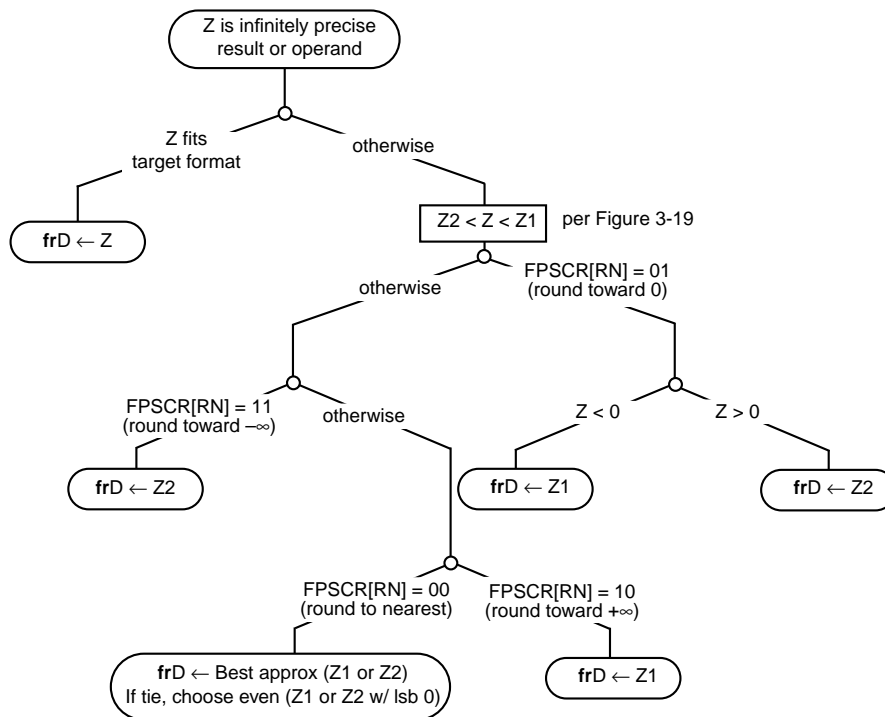 Z is infinitely precise
result or operand
Z fits
target format
otherwise
frD ← Z
Z2 < Z < Z1
per Figure 3-19
otherwise
FPSCR[RN] = 01
(round toward 0)
FPSCR[RN] = 11
(round toward –∞)
otherwise
Z < 0
Z > 0
frD ← Z2
frD ← Z1
frD ← Z2
FPSCR[RN] = 00
(round to nearest)
FPSCR[RN] = 10
(round toward +∞)
frD ← Best approx (Z1 or Z2)
If tie, choose even (Z1 or Z2 w/ lsb 0)
frD ← Z1